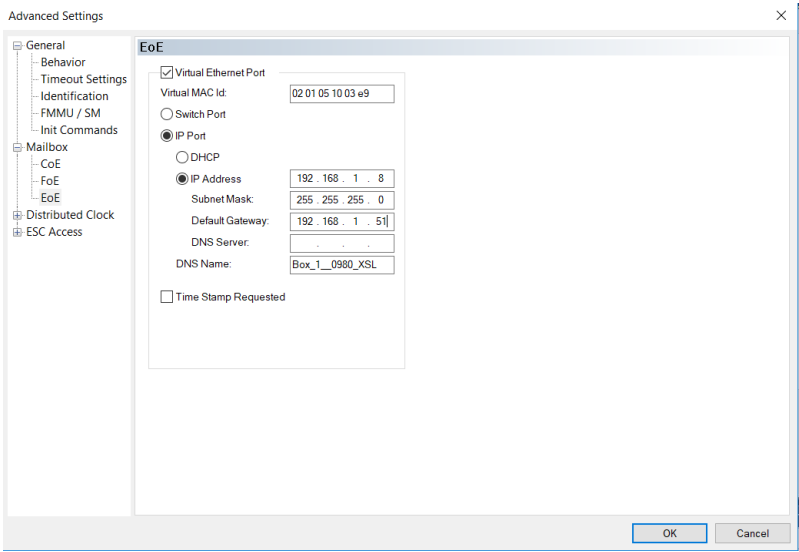 Advanced Settings
General
Behavior
Timeout Settings
Identification
FMMU / SM
Init Commands
Mailbox
CoE
FoE
EoE
Distributed Clock
ESC Access
EoE
Virtual Ethernet Port
Virtual MAC Id: 02 01 05 10 03 e9
Switch Port
IP Port
DHCP
IP Address 192 . 168 . 1 . 8
Subnet Mask: 255 . 255 . 255 . 0
Default Gateway: 192 . 168 . 1 . 51
DNS Server: . . .
DNS Name: Box_1__0980_XSL
Time Stamp Requested
OK Cancel